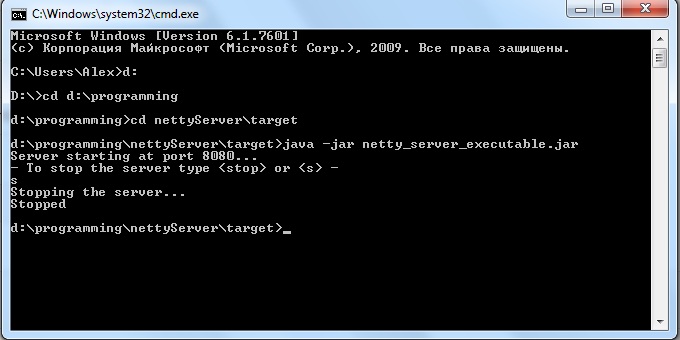 C:\Windows\system32\cmd.exe
Microsoft Windows [Version 6.1.7601]
(c) Корпорация Майкрософт (Microsoft Corp.), 2009. Все права защищены.
C:\Users\Alex>d:
D:\>cd d:\programming
d:\programming>cd nettyServer\target
d:\programming\nettyServer\target>java -jar netty_server_executable.jar
Server starting at port 8080...
- To stop the server type <stop> or <s> -
s
Stopping the server...
Stopped
d:\programming\nettyServer\target>_